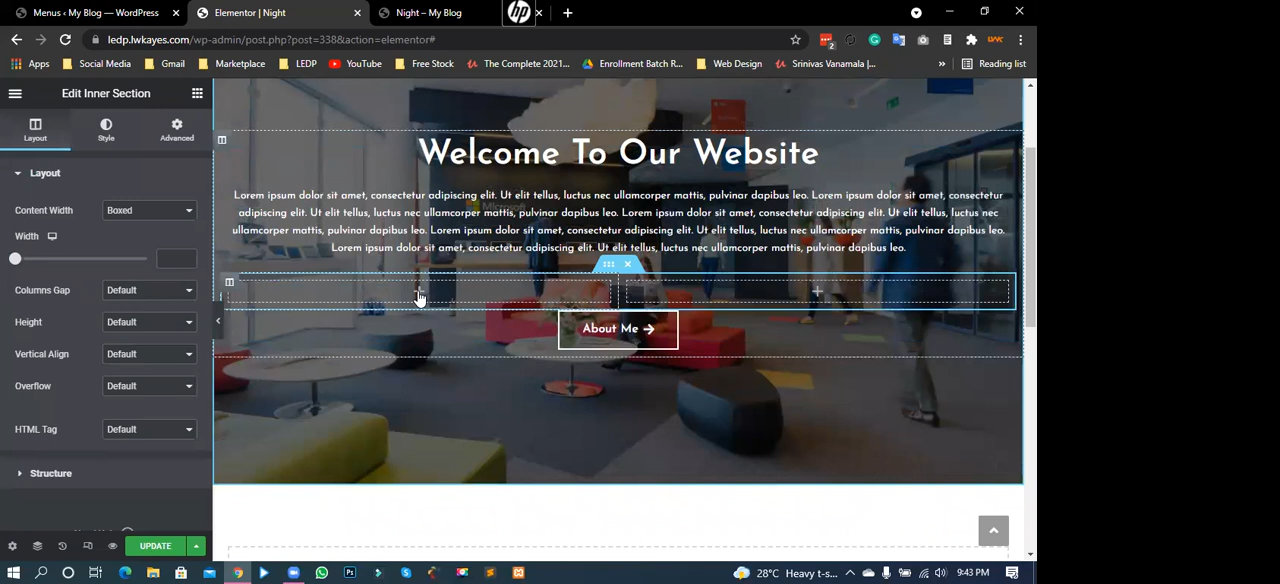 Menus ‹ My Blog — WordPress
Elementor | Night
Night – My Blog
ledp.lwkayes.com/wp-admin/post.php?post=338&action=elementor#
2
Apps
Social Media
Gmail
Marketplace
LEDP
YouTube
Free Stock
The Complete 2021...
Enrollment Batch R...
Web Design
Srinivas Vanamala |...
»
Reading list
Edit Inner Section
Layout
Style
Advanced
Layout
Content Width
Boxed
Width
Columns Gap
Default
Height
Default
Vertical Align
Default
Overflow
Default
HTML Tag
Default
Structure
UPDATE
Welcome To Our Website
Lorem ipsum dolor sit amet, consectetur adipiscing elit. Ut elit tellus, luctus nec ullamcorper mattis, pulvinar dapibus leo. Lorem ipsum dolor sit amet, consectetur
adipiscing elit. Ut elit tellus, luctus nec ullamcorper mattis, pulvinar dapibus leo. Lorem ipsum dolor sit amet, consectetur adipiscing elit. Ut elit tellus, luctus nec
ullamcorper mattis, pulvinar dapibus leo. Lorem ipsum dolor sit amet, consectetur adipiscing elit. Ut elit tellus, luctus nec ullamcorper mattis, pulvinar dapibus leo.
Lorem ipsum dolor sit amet, consectetur adipiscing elit. Ut elit tellus, luctus nec ullamcorper mattis, pulvinar dapibus leo.
Microsoft
About Me
28°C Heavy t-s...
9:43 PM